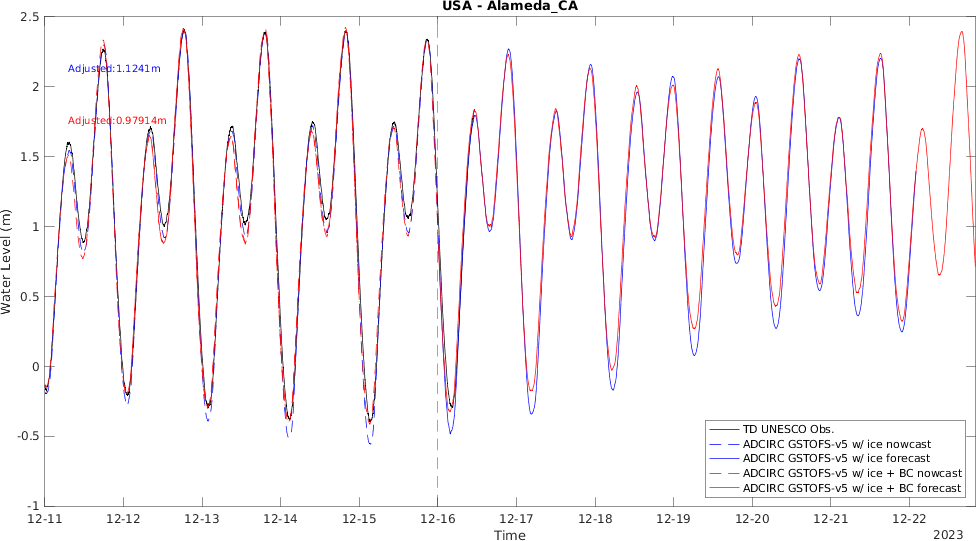 USA - Alameda_CA
2.5
2
1.5
1
0.5
0
-0.5
-1
Water Level (m)
Adjusted:1.1241m
Adjusted:0.97914m
TD UNESCO Obs.
ADCIRC GSTOFS-v5 w/ ice nowcast
ADCIRC GSTOFS-v5 w/ ice forecast
ADCIRC GSTOFS-v5 w/ ice + BC nowcast
ADCIRC GSTOFS-v5 w/ ice + BC forecast
12-11 12-12 12-13 12-14 12-15 12-16 12-17 12-18 12-19 12-20 12-21 12-22
Time
2023